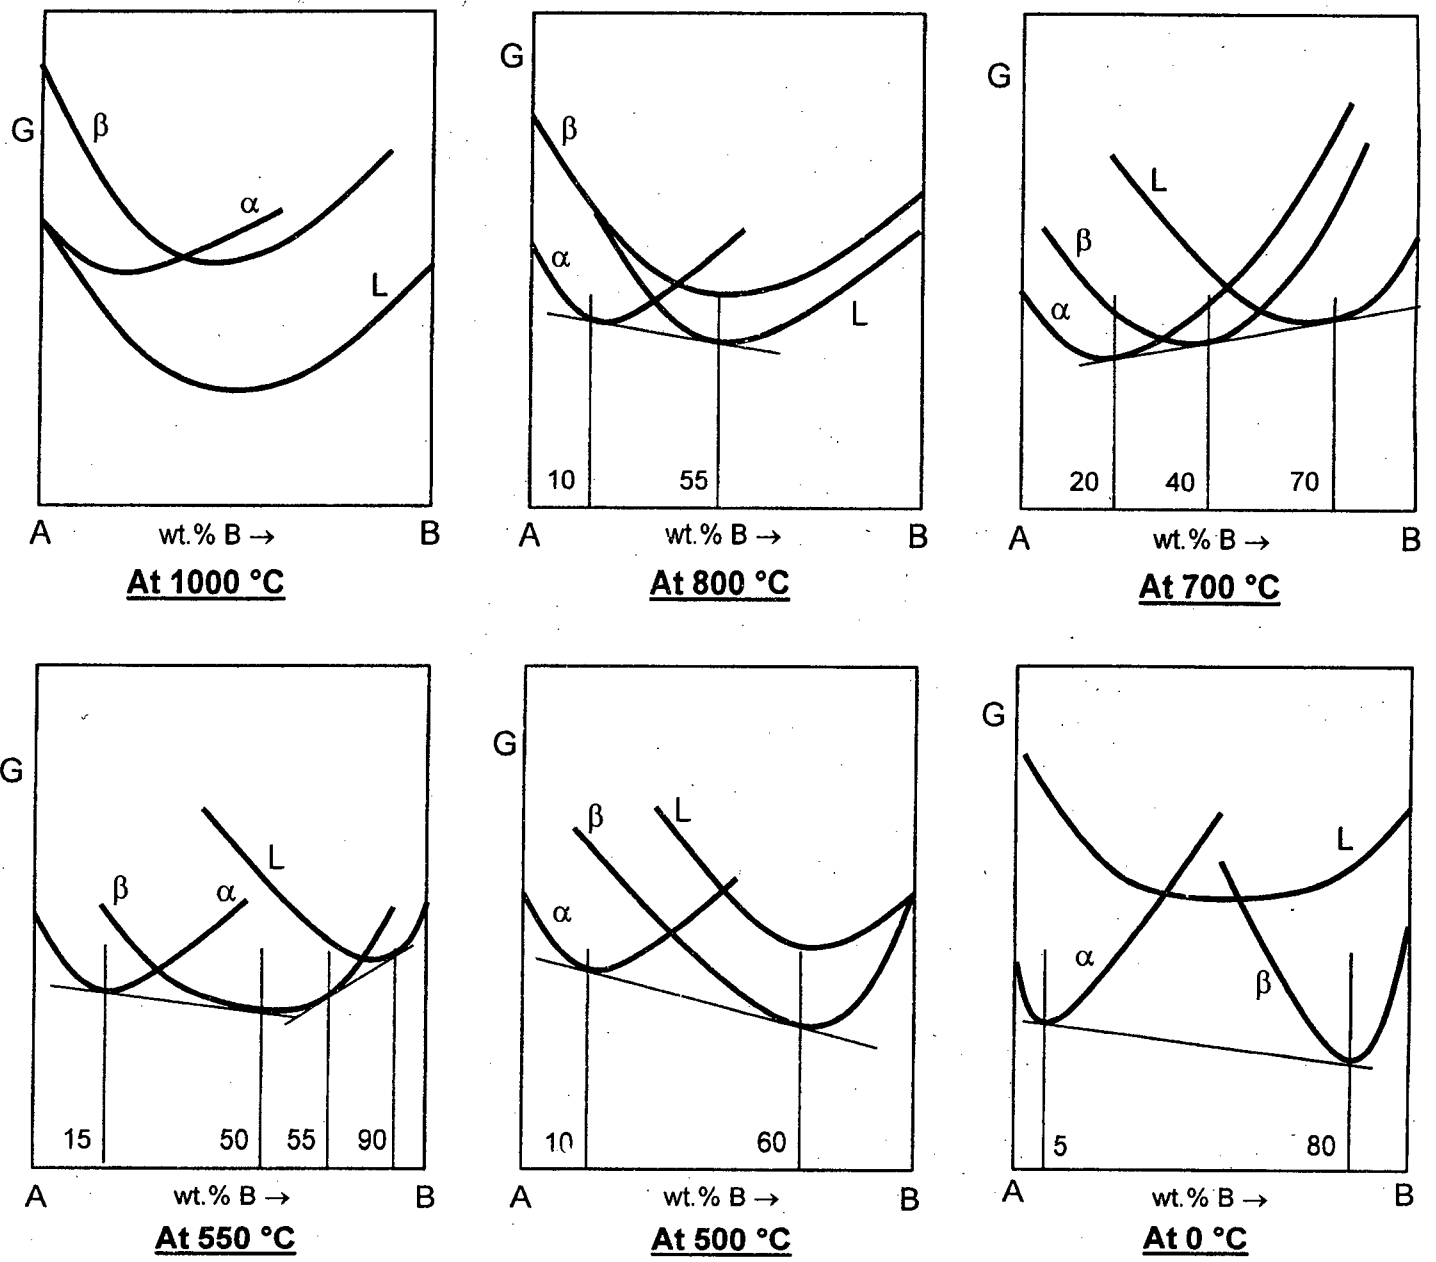 G
β
α
L
A
wt.% B →
B
At 1000 °C
G
β
α
L
10
55
A
wt.% B →
B
At 800 °C
G
L
β
α
20
40
70
A
wt.% B →
B
At 700 °C
G
L
β
α
15
50
55
90
A
wt.% B →
B
At 550 °C
G
β
L
α
10
60
A
wt.% B →
B
At 500 °C
G
L
α
β
5
80
A
wt.% B →
B
At 0 °C